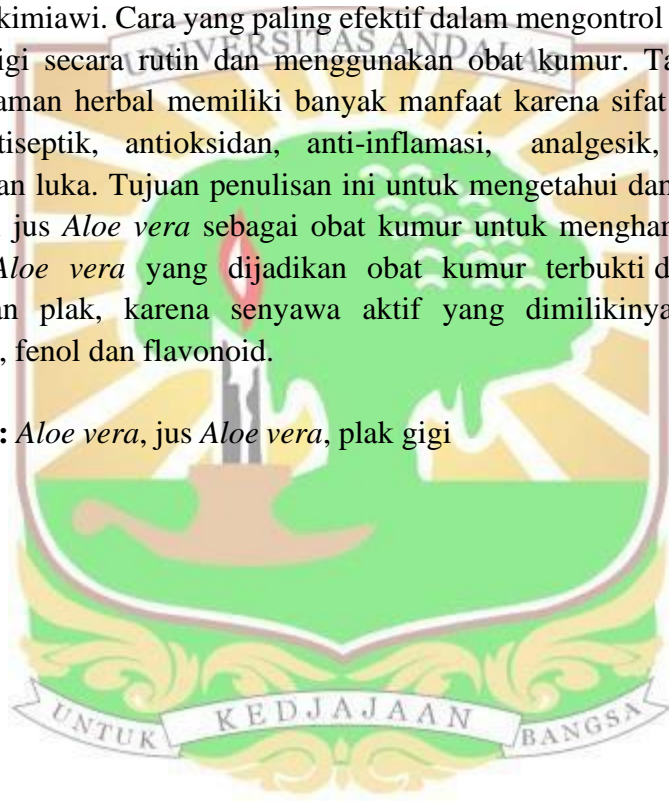 kimiawi. Cara yang paling efektif dalam mengontrol
UNIVERSITAS ANDALAS
igi secara rutin dan menggunakan obat kumur. Ta
aman herbal memiliki banyak manfaat karena sifat
tiseptik, antioksidan, anti-inflamasi, analgesik,
an luka. Tujuan penulisan ini untuk mengetahui dan
jus Aloe vera sebagai obat kumur untuk mengham
Aloe vera yang dijadikan obat kumur terbukti d
an plak, karena senyawa aktif yang dimilikinya
, fenol dan flavonoid.
: Aloe vera, jus Aloe vera, plak gigi
UNTUK KEDJAJAAN BANGSA